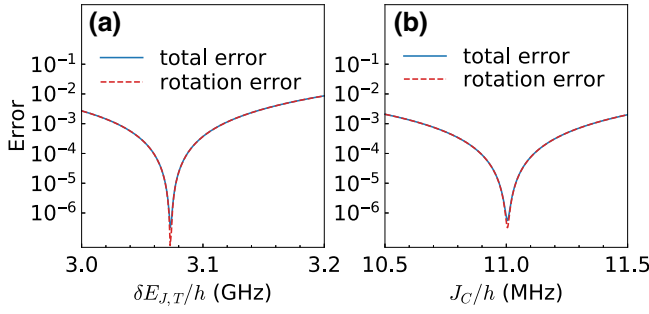 (a)
total error
rotation error
Error
10⁻¹
10⁻²
10⁻³
10⁻⁴
10⁻⁵
10⁻⁶
3.0 3.1 3.2
δE_{J,T}/h (GHz)
(b)
total error
rotation error
10⁻¹
10⁻²
10⁻³
10⁻⁴
10⁻⁵
10⁻⁶
10.5 11.0 11.5
J_C/h (MHz)